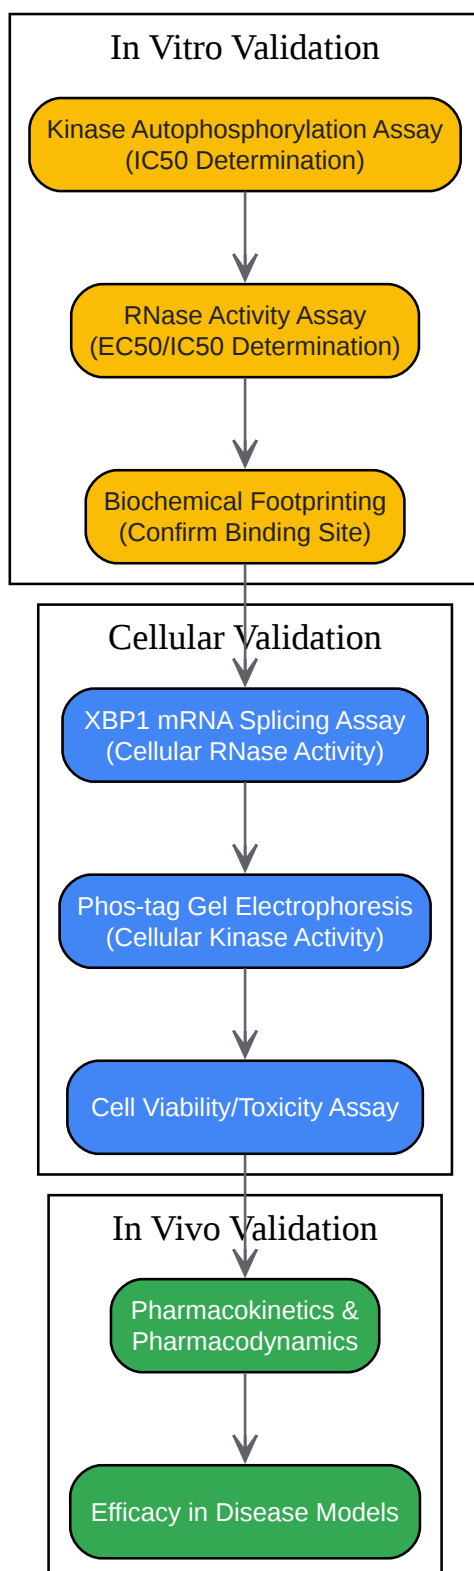 In Vitro Validation
Kinase Autophosphorylation Assay
(IC50 Determination)
RNase Activity Assay
(EC50/IC50 Determination)
Biochemical Footprinting
(Confirm Binding Site)
Cellular Validation
XBP1 mRNA Splicing Assay
(Cellular RNase Activity)
Phos-tag Gel Electrophoresis
(Cellular Kinase Activity)
Cell Viability/Toxicity Assay
In Vivo Validation
Pharmacokinetics &
Pharmacodynamics
Efficacy in Disease Models